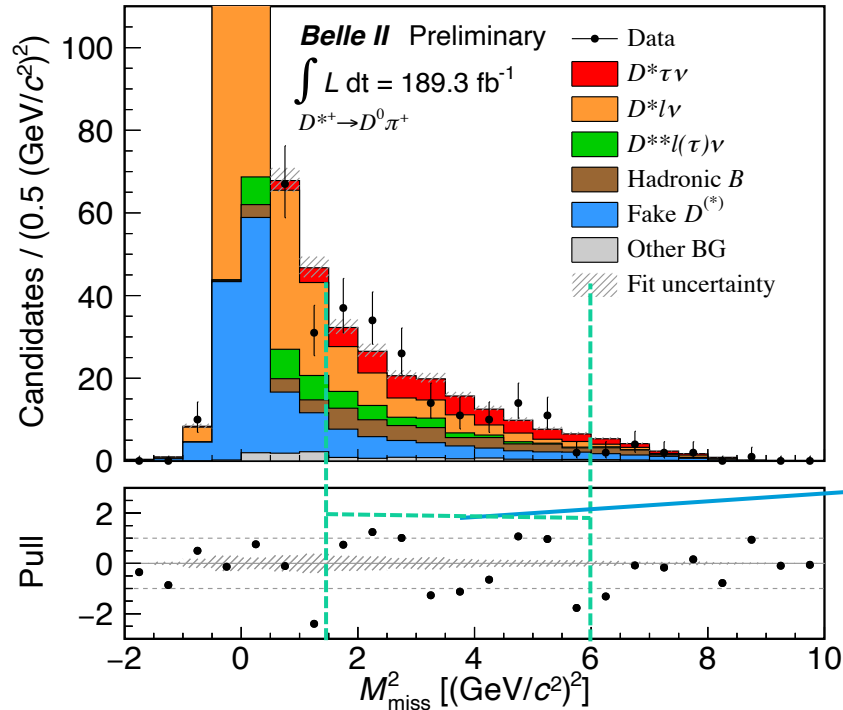 Candidates / (0.5 (GeV/c²)²)
100
80
60
40
20
0
Belle II Preliminary
∫ L dt = 189.3 fb⁻¹
D*⁺→D⁰π⁺
Data
D*τν
D*lν
D**l(τ)ν
Hadronic B
Fake D⁽*⁾
Other BG
Fit uncertainty
Pull
2
0
−2
−2 0 2 4 6 8 10
M²miss [(GeV/c²)²]